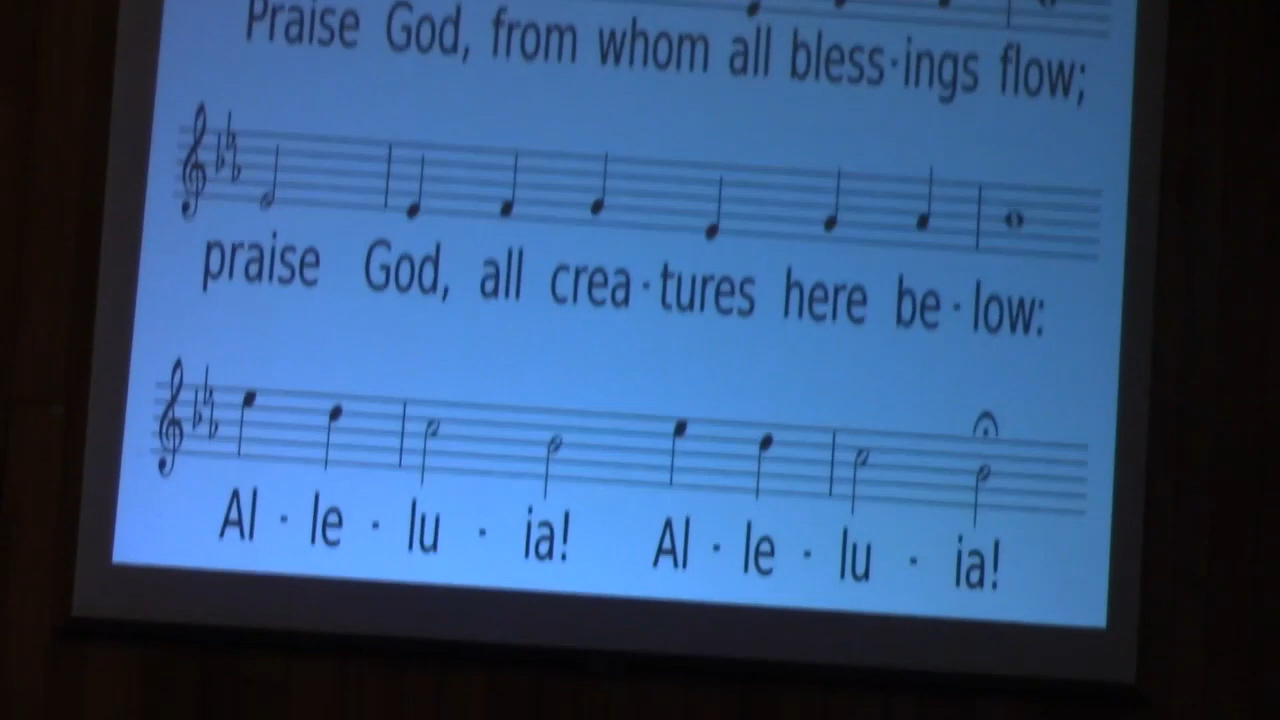 Praise God, from whom all bless·ings flow;
praise God, all crea·tures here be·low:
Al·le·lu·ia! Al·le·lu·ia!